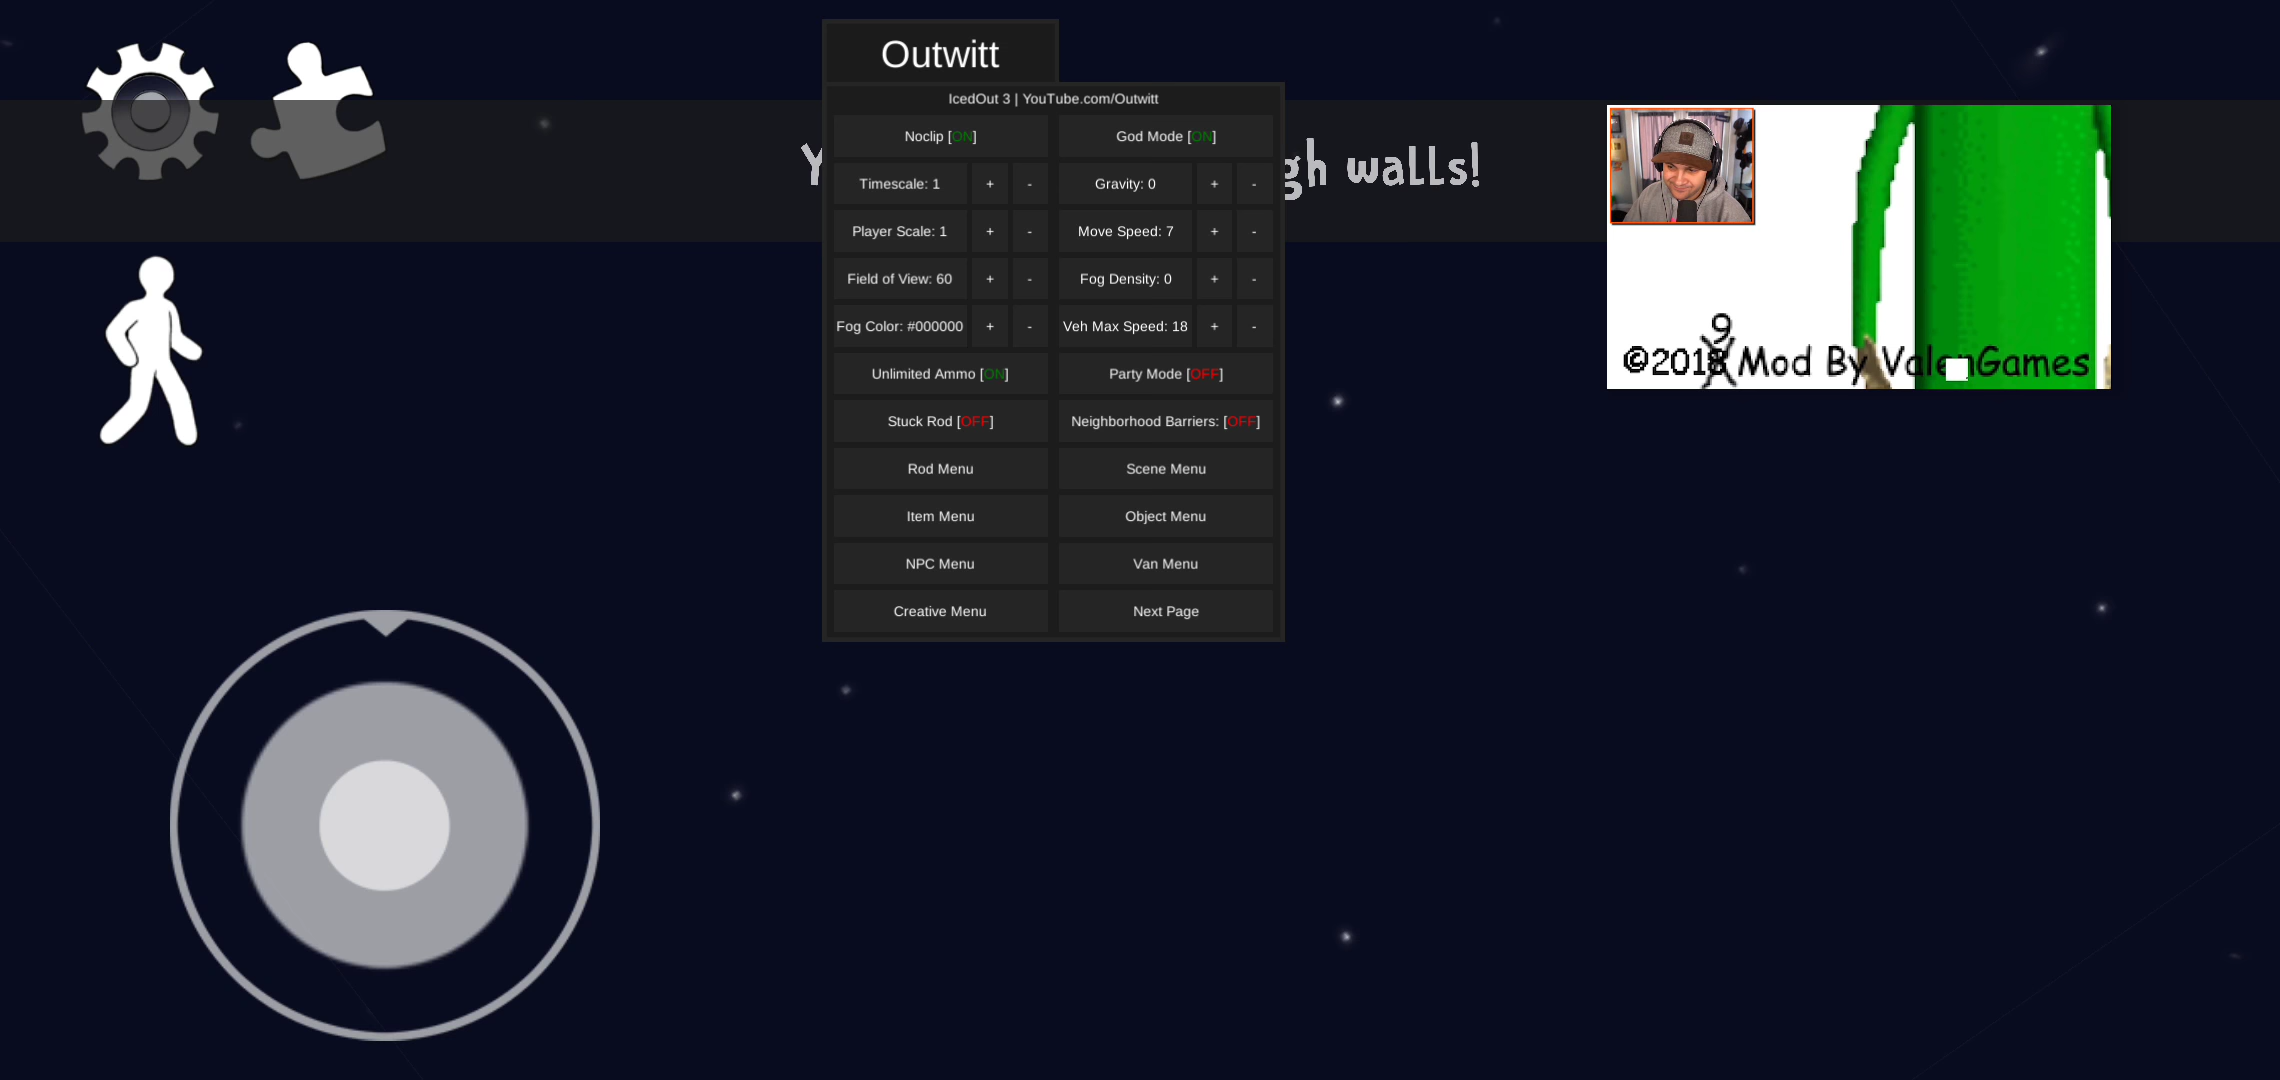 Outwitt
IcedOut 3 | YouTube.com/Outwitt
Noclip [ON] God Mode [ON]
walls!
Timescale: 1 + - Gravity: 0 + -
Player Scale: 1 + - Move Speed: 7 + -
Field of View: 60 + - Fog Density: 0 + -
Fog Color: #000000 + - Veh Max Speed: 18 + -
9
©2018 Mod By ValenGames
Unlimited Ammo [ON] Party Mode [OFF]
Stuck Rod [OFF] Neighborhood Barriers: [OFF]
Rod Menu Scene Menu
Item Menu Object Menu
NPC Menu Van Menu
Creative Menu Next Page